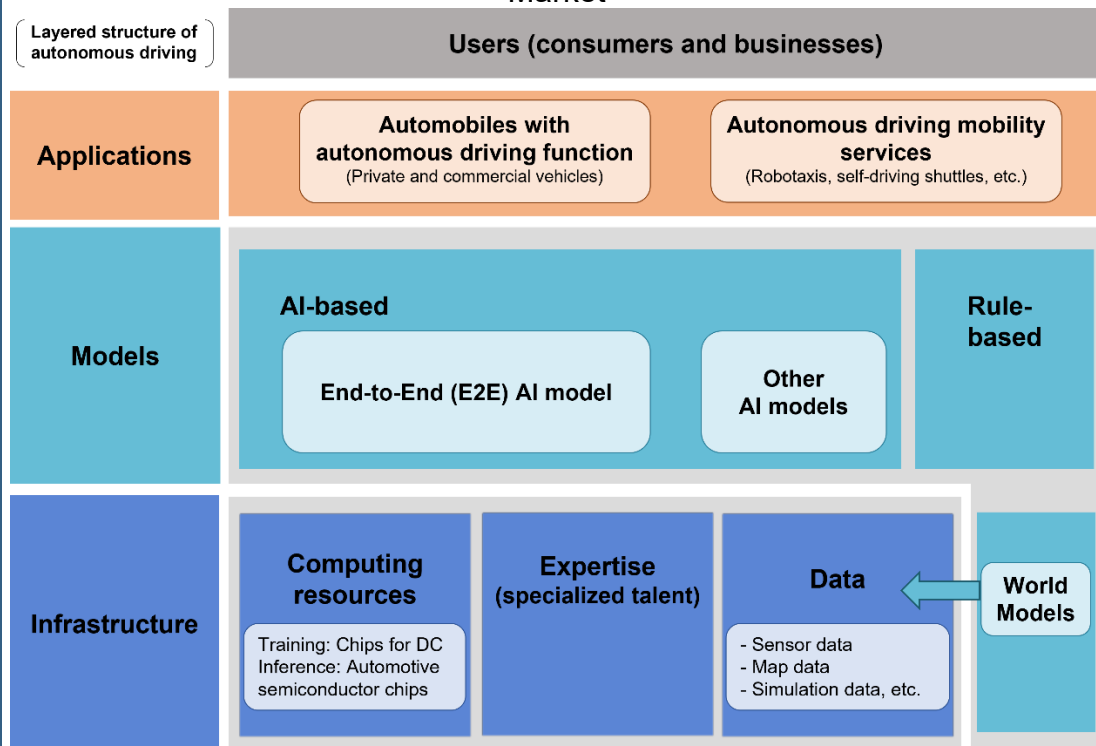 Market
Layered structure of
autonomous driving
Users (consumers and businesses)
Applications
Automobiles with
autonomous driving function
(Private and commercial vehicles)
Autonomous driving mobility
services
(Robotaxis, self-driving shuttles, etc.)
Models
AI-based
End-to-End (E2E) AI model
Other
AI models
Rule-
based
Infrastructure
Computing
resources
Training: Chips for DC
Inference: Automotive
semiconductor chips
Expertise
(specialized talent)
Data
- Sensor data
- Map data
- Simulation data, etc.
World
Models